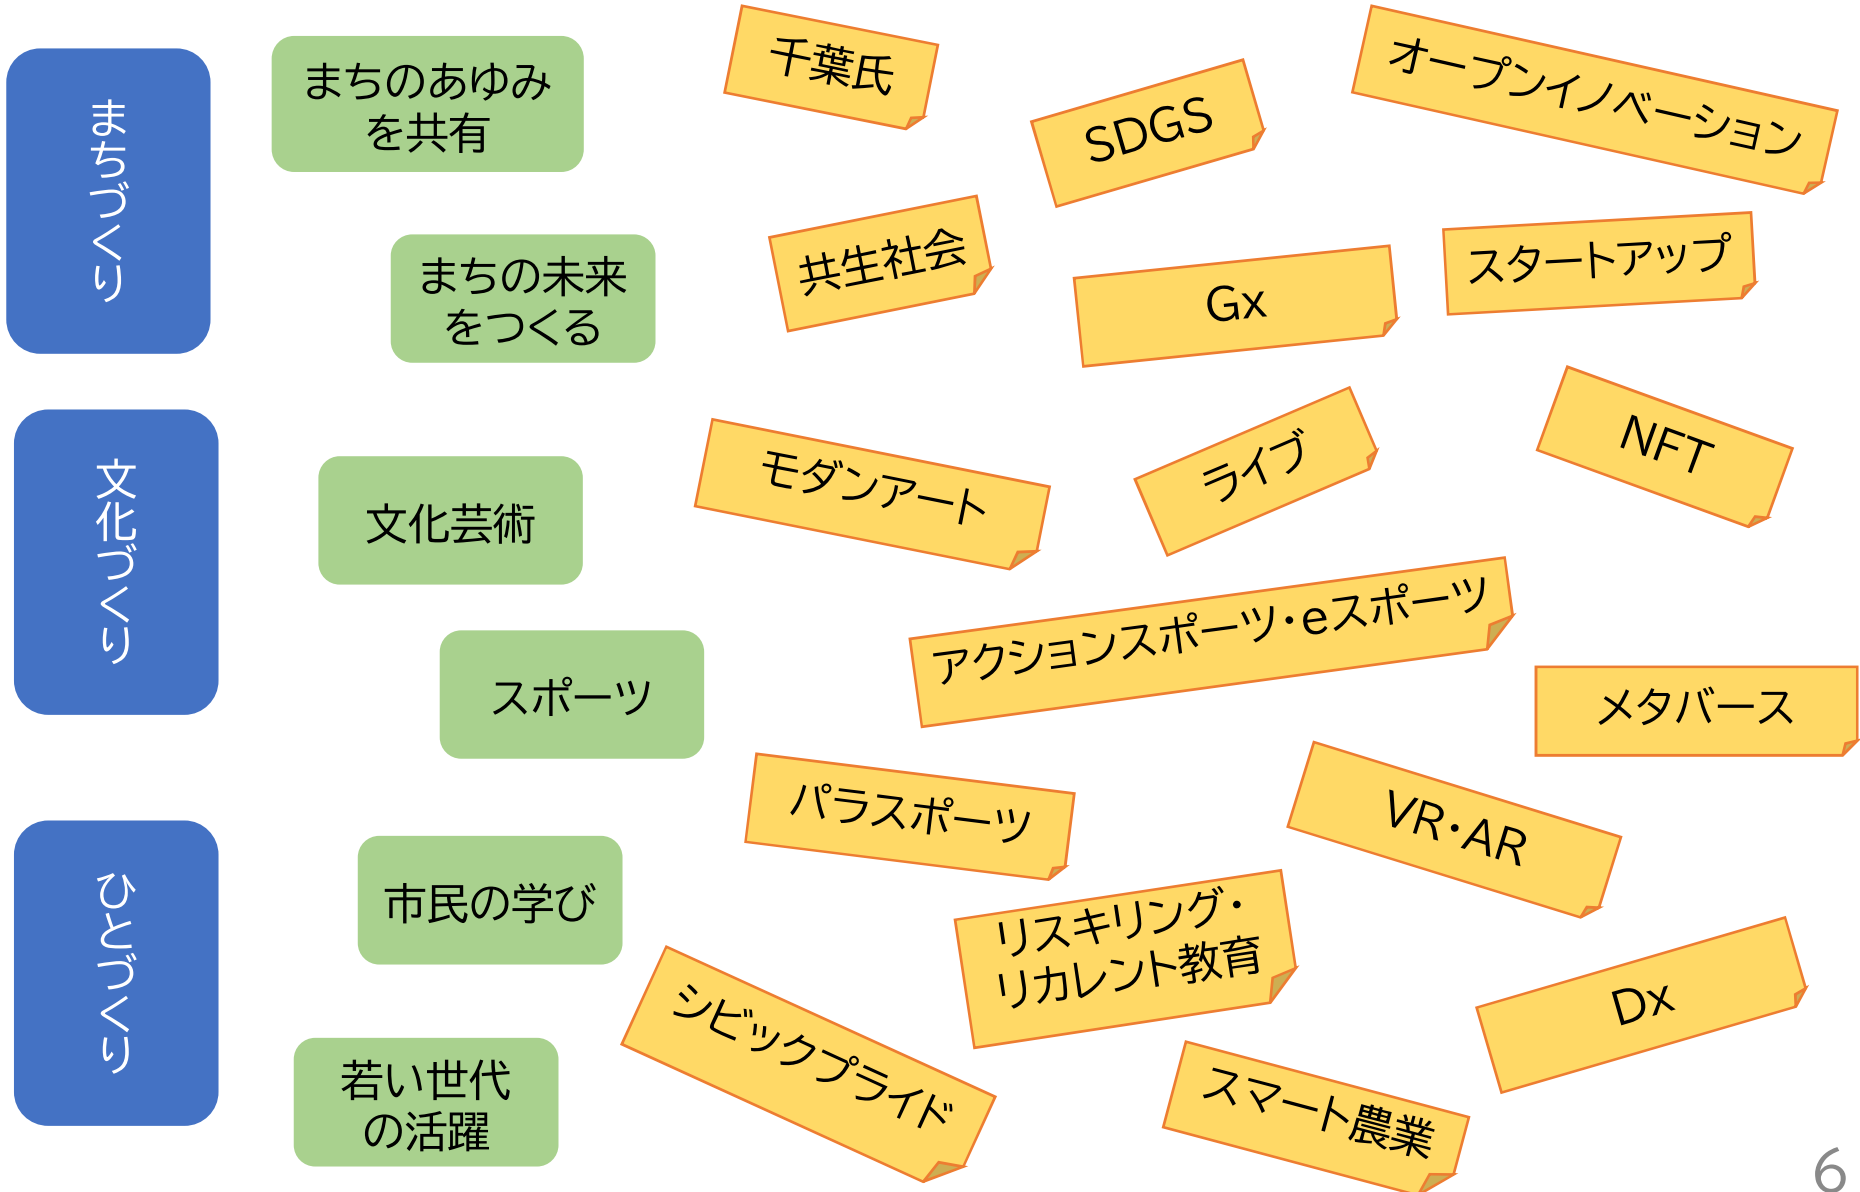 まちづくり
まちのあゆみ
を共有
まちの未来
をつくる
千葉氏
SDGS
オープンイノベーション
共生社会
Gx
スタートアップ
文化づくり
文化芸術
スポーツ
モダンアート
ライブ
NFT
アクションスポーツ・eスポーツ
メタバース
パラスポーツ
VR・AR
ひとづくり
市民の学び
若い世代
の活躍
リスキリング・
リカレント教育
シビックプライド
Dx
スマート農業
6